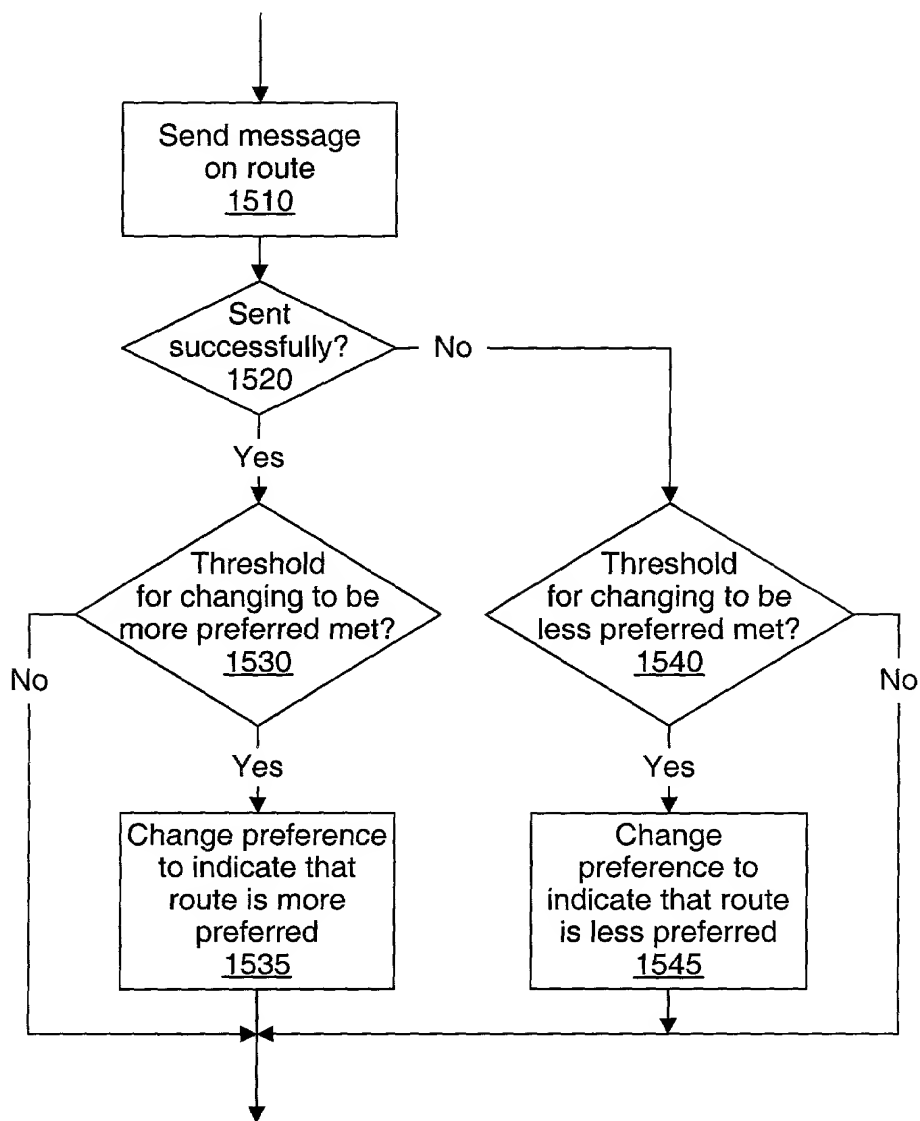 Send message
on route
1510
Sent
successfully?
1520
No
Yes
Threshold
for changing to be
more preferred met?
1530
Threshold
for changing to be
less preferred met?
1540
No
No
Yes
Yes
Change preference
to indicate that
route is more
preferred
1535
Change
preference to
indicate that route
is less preferred
1545